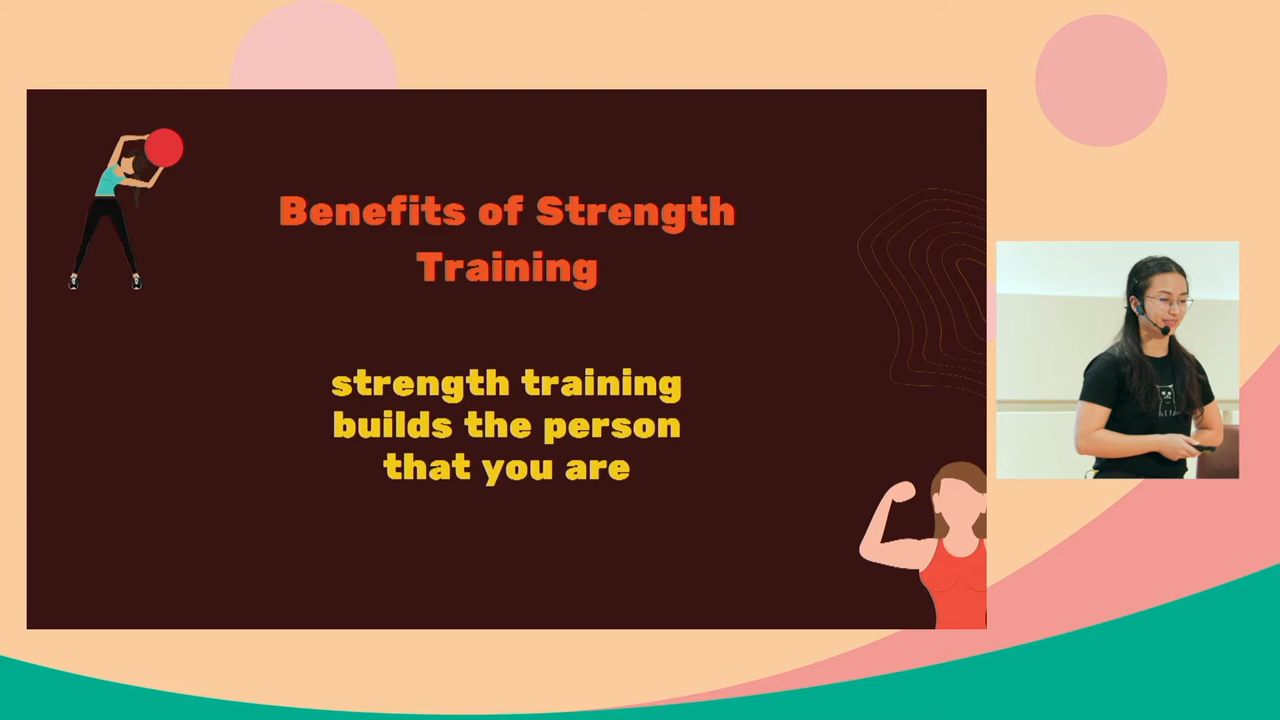 Benefits of Strength
Training
strength training
builds the person
that you are